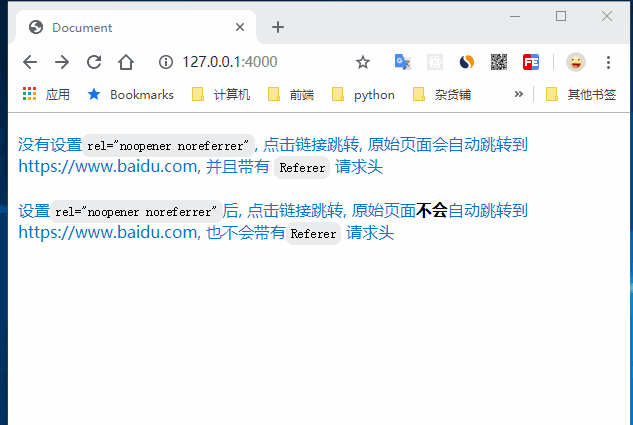 Document
127.0.0.1:4000
应用 Bookmarks 计算机 前端 python 杂货铺 » 其他书签
没有设置 rel="noopener noreferrer" , 点击链接跳转, 原始页面会自动跳转到
https://www.baidu.com, 并且带有 Referer 请求头
设置 rel="noopener noreferrer" 后, 点击链接跳转, 原始页面不会自动跳转到
https://www.baidu.com, 也不会带有 Referer 请求头